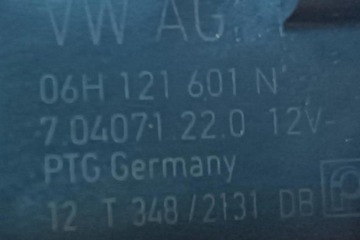 VW AG
06H 121 601 N
7.04071.22.0 12V-
PTG Germany
12 T 348/2131 DB